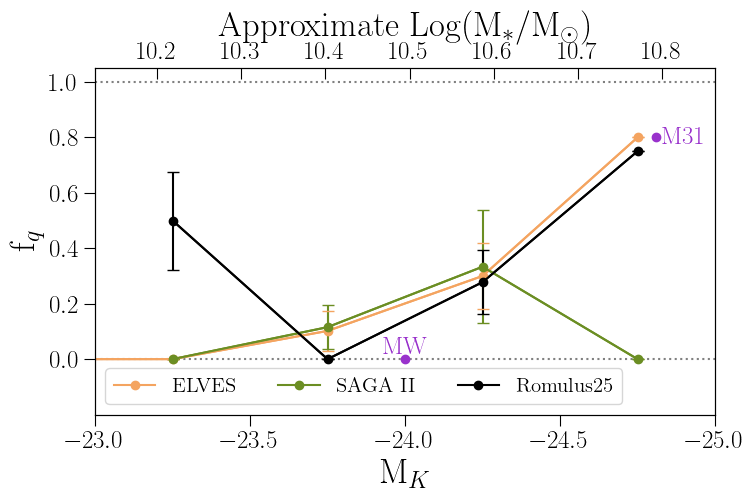 Approximate Log(M*/M☉)
10.2 10.3 10.4 10.5 10.6 10.7 10.8
1.0
0.8
0.6
0.4
0.2
0.0
f_q
M31
MW
ELVES SAGA II Romulus25
−23.0 −23.5 −24.0 −24.5 −25.0
M_K